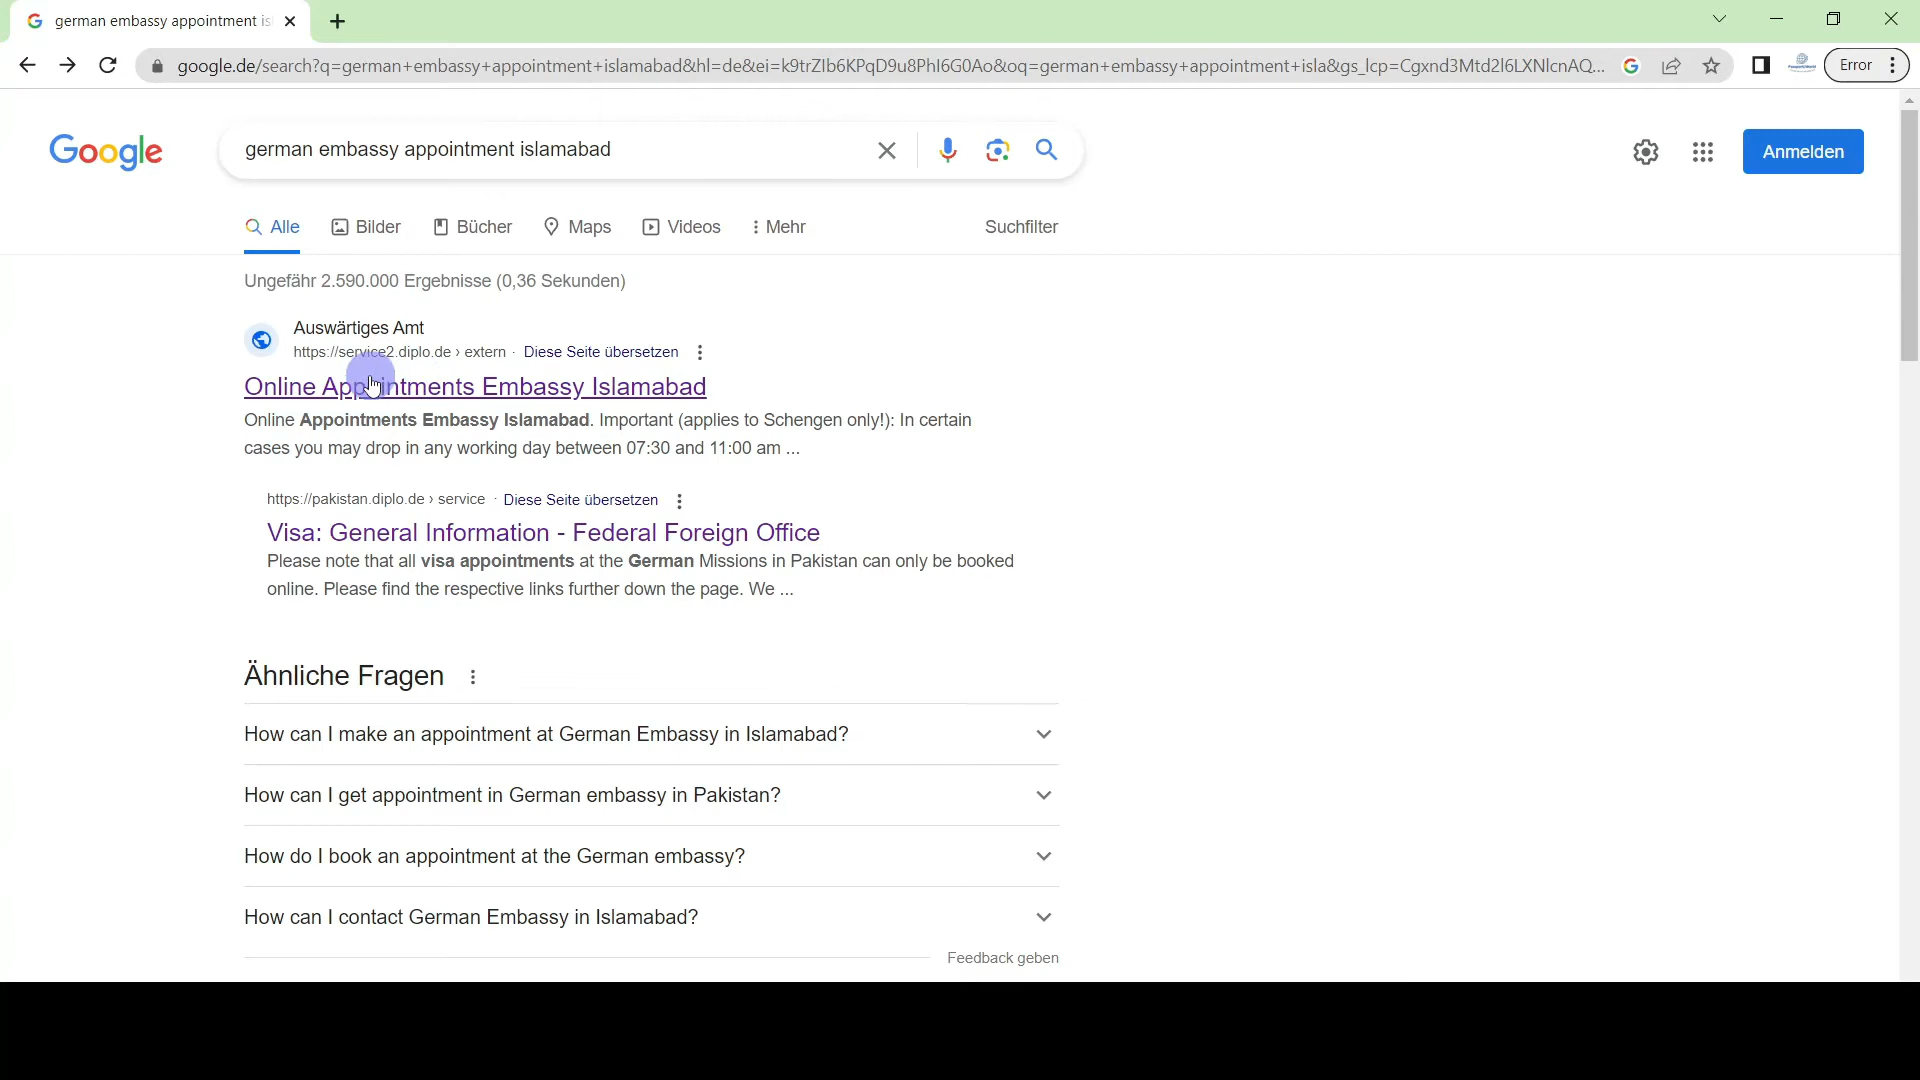 german embassy appointment is
google.de/search?q=german+embassy+appointment+islamabad&hl=de&ei=k9trZIb6KPqD9u8PhI6G0Ao&oq=german+embassy+appointment+isla&gs_lcp=Cgxnd3Mtd2l6LXNlcnAQ...
Error
Google
german embassy appointment islamabad
Anmelden
Alle Bilder Bücher Maps Videos Mehr Suchfilter
Ungefähr 2.590.000 Ergebnisse (0,36 Sekunden)
Auswärtiges Amt
https://service2.diplo.de › extern · Diese Seite übersetzen
Online Appointments Embassy Islamabad
Online Appointments Embassy Islamabad. Important (applies to Schengen only!): In certain
cases you may drop in any working day between 07:30 and 11:00 am ...
https://pakistan.diplo.de › service · Diese Seite übersetzen
Visa: General Information - Federal Foreign Office
Please note that all visa appointments at the German Missions in Pakistan can only be booked
online. Please find the respective links further down the page. We ...
Ähnliche Fragen
How can I make an appointment at German Embassy in Islamabad?
How can I get appointment in German embassy in Pakistan?
How do I book an appointment at the German embassy?
How can I contact German Embassy in Islamabad?
Feedback geben